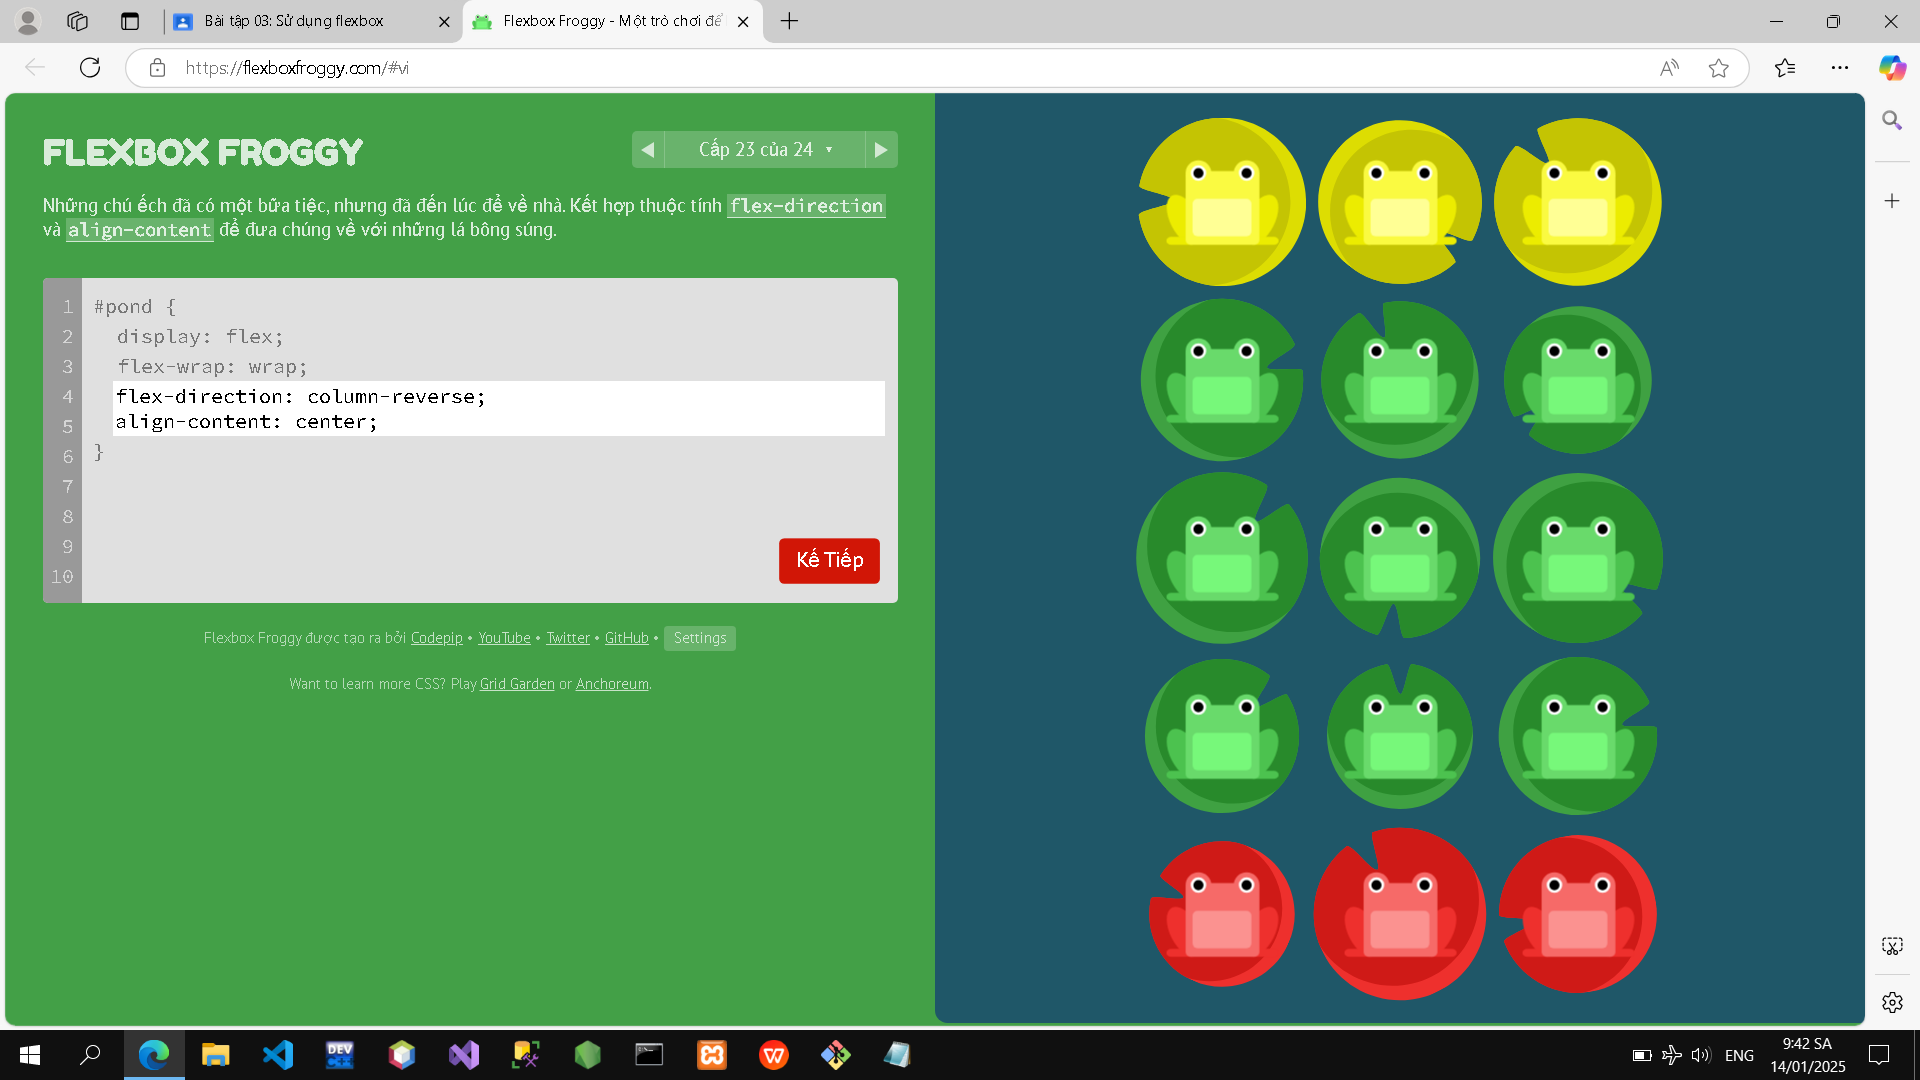 Bài tập 03: Sử dụng flexbox
Flexbox Froggy - Một trò chơi để
https://flexboxfroggy.com/#vi
FLEXBOX FROGGY
Cấp 23 của 24
Những chú ếch đã có một bữa tiệc, nhưng đã đến lúc để về nhà. Kết hợp thuộc tính flex-direction
và align-content để đưa chúng về với những lá bông súng.
1 #pond {
2 display: flex;
3 flex-wrap: wrap;
4 flex-direction: column-reverse;
5 align-content: center;
6 }
7
8
9
10
Kế Tiếp
Flexbox Froggy được tạo ra bởi Codepip • YouTube • Twitter • GitHub • Settings
Want to learn more CSS? Play Grid Garden or Anchoreum.
DEV C++
ENG
9:42 SA
14/01/2025